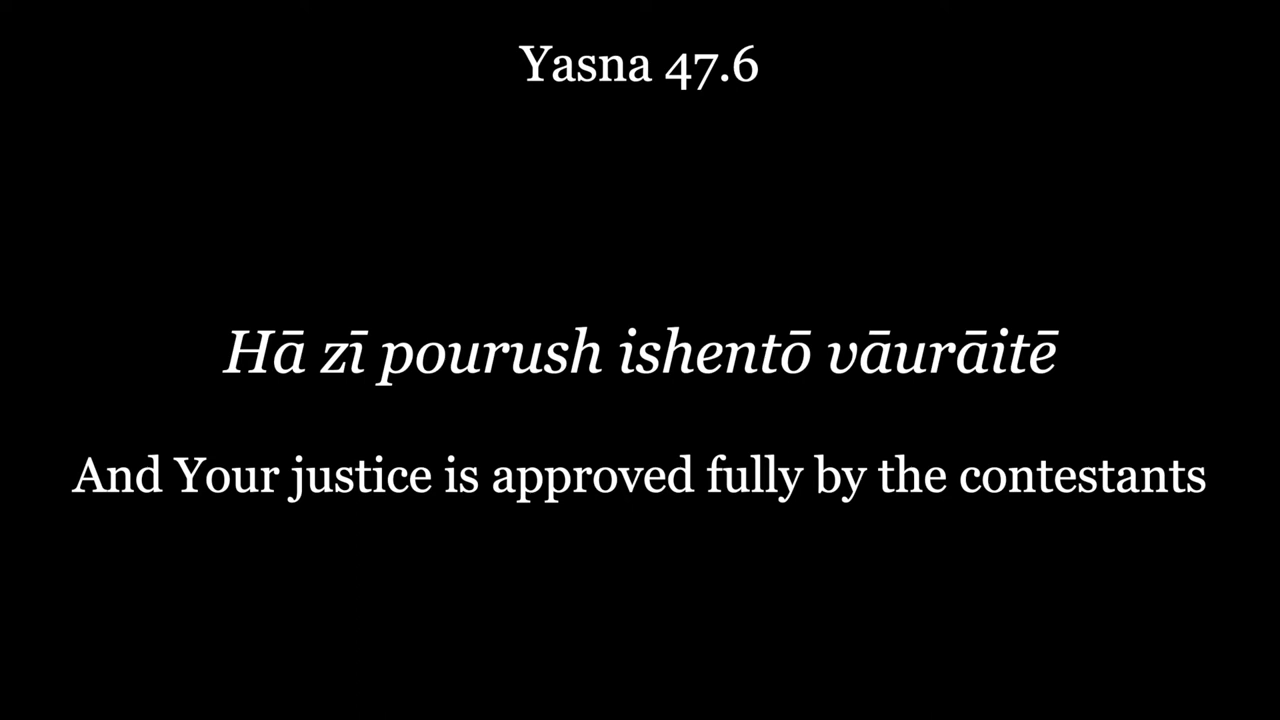 Yasna 47.6
Hā zī pourush ishentō vāurāitē
And Your justice is approved fully by the contestants